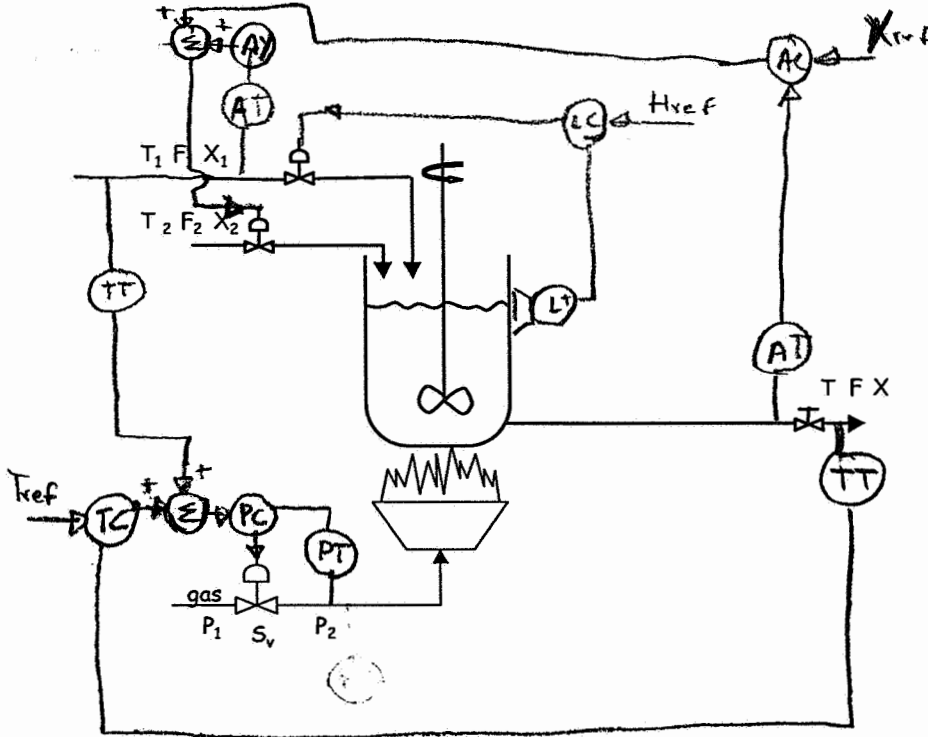 +
Σ
+
AY
AC
Xref
AT
LC
Href
T₁ F X₁
T₂ F₂ X₂
TT
LT
AT
T F X
Tref
TC
+
Σ
+
PC
TT
PT
gas
P₁
Sᵥ
P₂